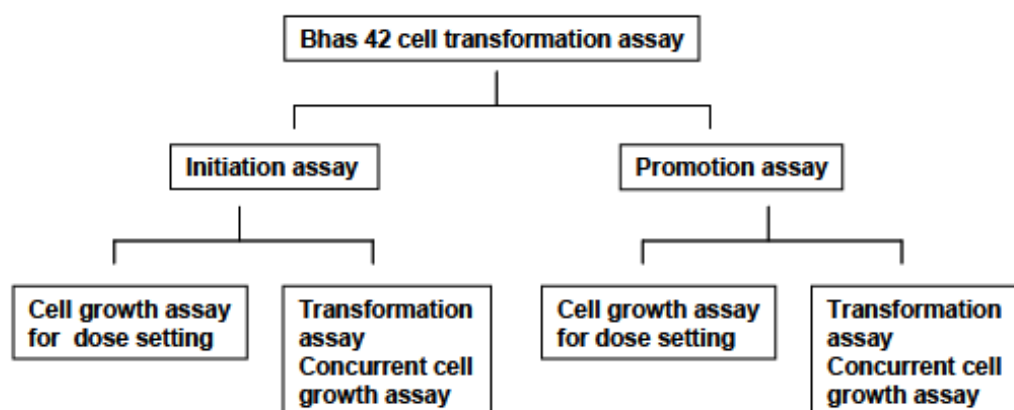 Bhas 42 cell transformation assay
Initiation assay
Promotion assay
Cell growth assay
for dose setting
Transformation
assay
Concurrent cell
growth assay
Cell growth assay
for dose setting
Transformation
assay
Concurrent cell
growth assay